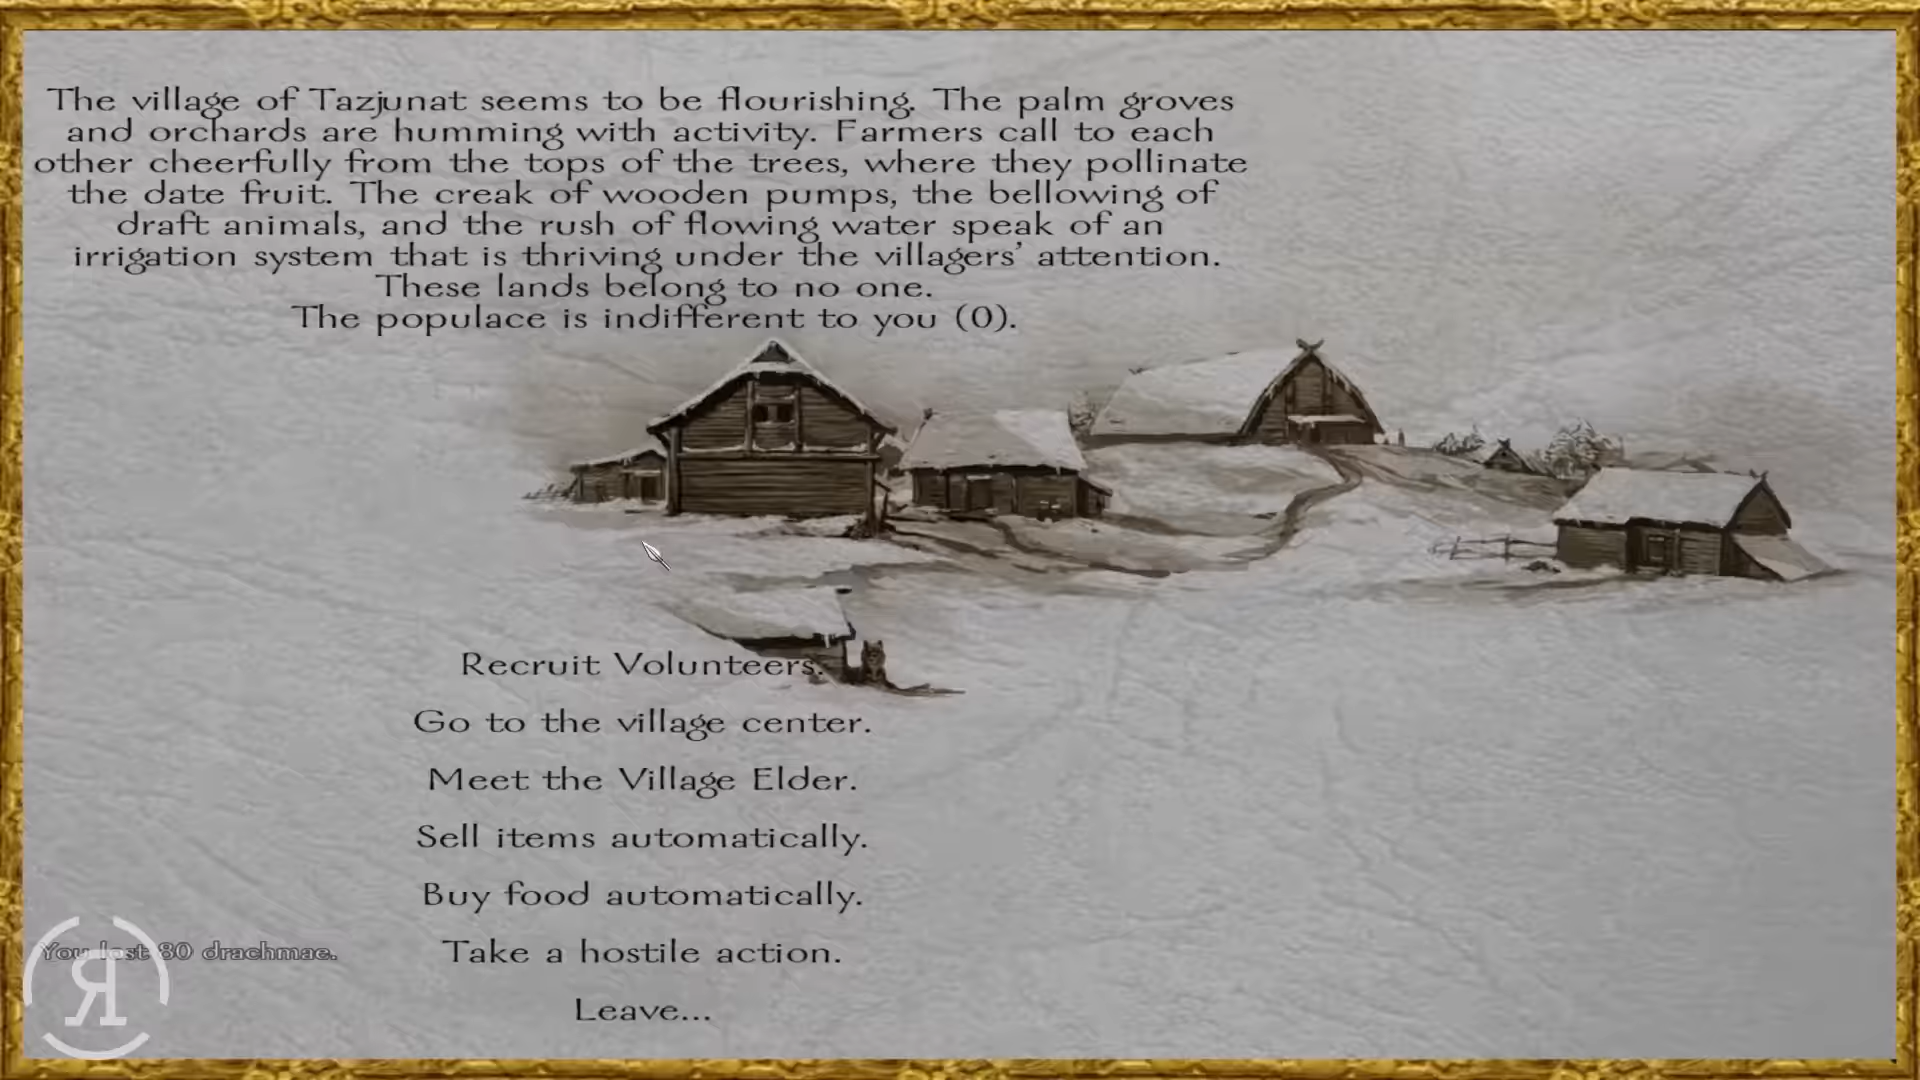 The village of Tazjunat seems to be flourishing. The palm groves
and orchards are humming with activity. Farmers call to each
other cheerfully from the tops of the trees, where they pollinate
the date fruit. The creak of wooden pumps, the bellowing of
draft animals, and the rush of flowing water speak of an
irrigation system that is thriving under the villagers’ attention.
These lands belong to no one.
The populace is indifferent to you (0).
Recruit Volunteers.
Go to the village center.
Meet the Village Elder.
Sell items automatically.
Buy food automatically.
You lost 80 drachmae.
Take a hostile action.
Leave...